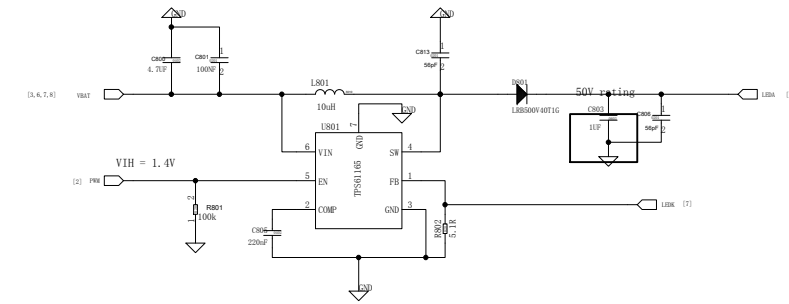 GND
GND
C800
4.7UF
C801
100NF
1
2
C813
56pF
1
2
[3,6,7,8]
VBAT
L801
10uH
D801
LRB500V40T1G
50V rating
C803
1UF
C806
56pF
1
2
LEDA
[
U801
7
GND
GND
VIH = 1.4V
6
VIN
SW
4
[2]
PWM
5
EN
TPS61165
FB
1
2
COMP
GND
3
LEDK
[7]
2
1
R801
100k
C805
220nF
R802
5.1R
GND